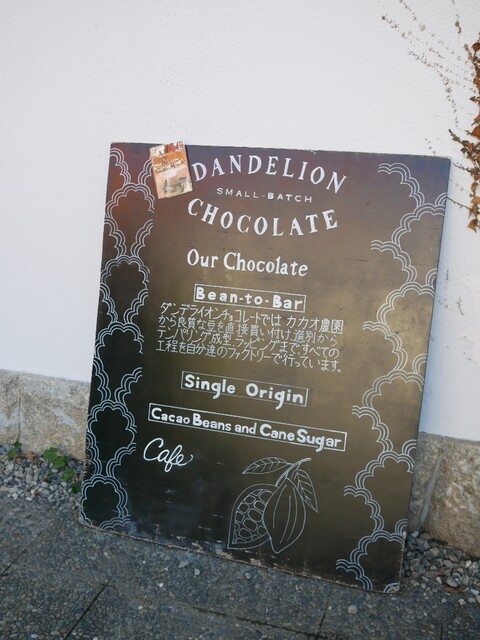 DANDELION
SMALL-BATCH
CHOCOLATE
Our Chocolate
Bean-to-Bar
ダンデライオンチョコレートでは カカオ農園
から良質な豆を直接買い付け 選別から
テンパリング 成型 ラッピングまで すべての
工程を自分達のファクトリーで行っています。
Single Origin
Cacao Beans and Cane Sugar
Cafe